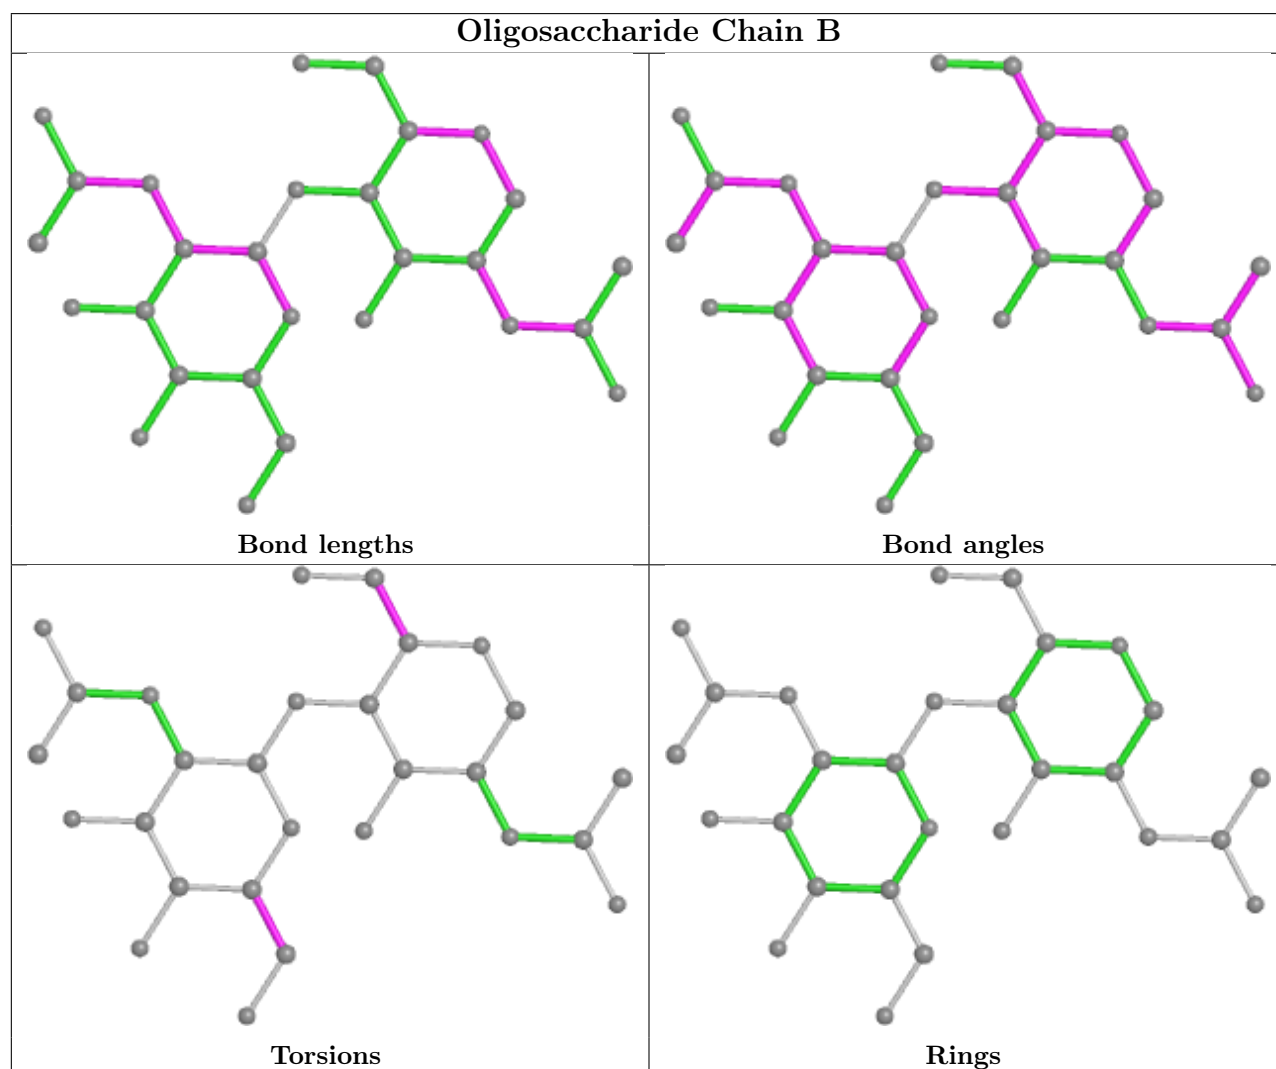 Oligosaccharide Chain B
Bond lengths
Bond angles
Torsions
Rings